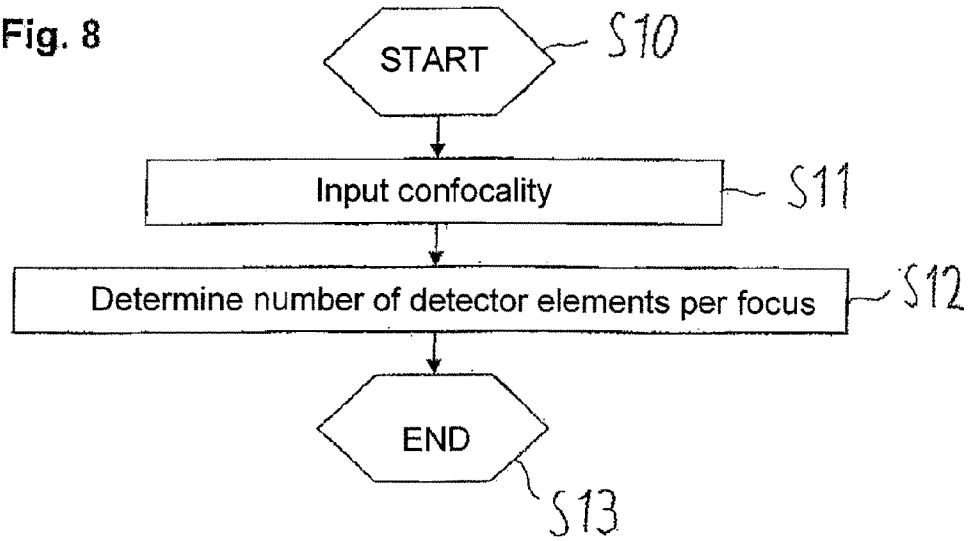 Fig. 8
START
S10
Input confocality
S11
Determine number of detector elements per focus
S12
END
S13